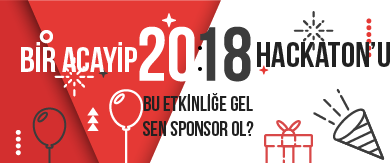 BİR ACAYİP 2018 HACKATON'U
BU ETKİNLİĞE GEL
SEN SPONSOR OL?